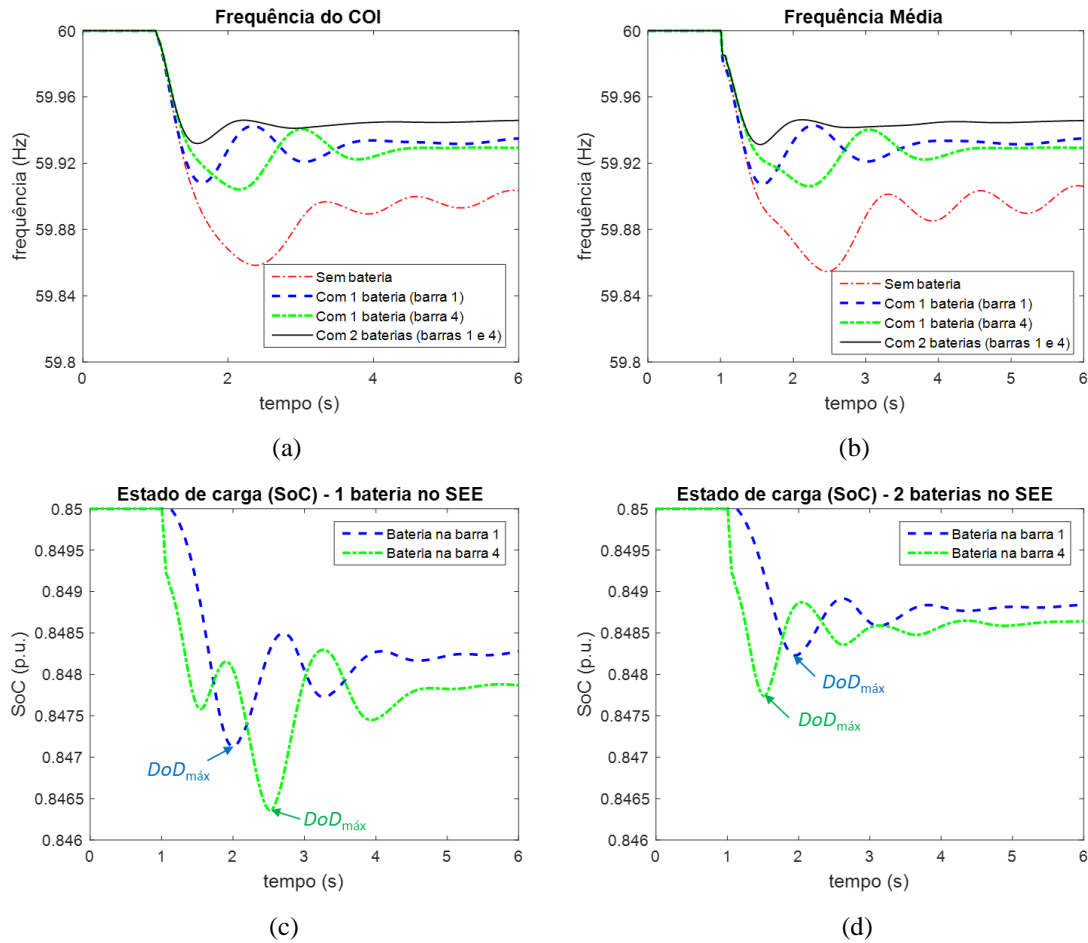 Frequência do COI
60
59.96
59.92
59.88
59.84
59.8
frequência (Hz)
0
2
4
6
tempo (s)
Sem bateria
Com 1 bateria (barra 1)
Com 1 bateria (barra 4)
Com 2 baterias (barras 1 e 4)
(a)
Frequência Média
60
59.96
59.92
59.88
59.84
59.8
frequência (Hz)
0
1
2
3
4
5
6
tempo (s)
Sem bateria
Com 1 bateria (barra 1)
Com 1 bateria (barra 4)
Com 2 baterias (barras 1 e 4)
(b)
Estado de carga (SoC) - 1 bateria no SEE
0.85
0.8495
0.849
0.8485
0.848
0.8475
0.847
0.8465
0.846
SoC (p.u.)
0
1
2
3
4
5
6
tempo (s)
Bateria na barra 1
Bateria na barra 4
DoDmáx
DoDmáx
(c)
Estado de carga (SoC) - 2 baterias no SEE
0.85
0.8495
0.849
0.8485
0.848
0.8475
0.847
0.8465
0.846
SoC (p.u.)
0
1
2
3
4
5
6
tempo (s)
Bateria na barra 1
Bateria na barra 4
DoDmáx
DoDmáx
(d)